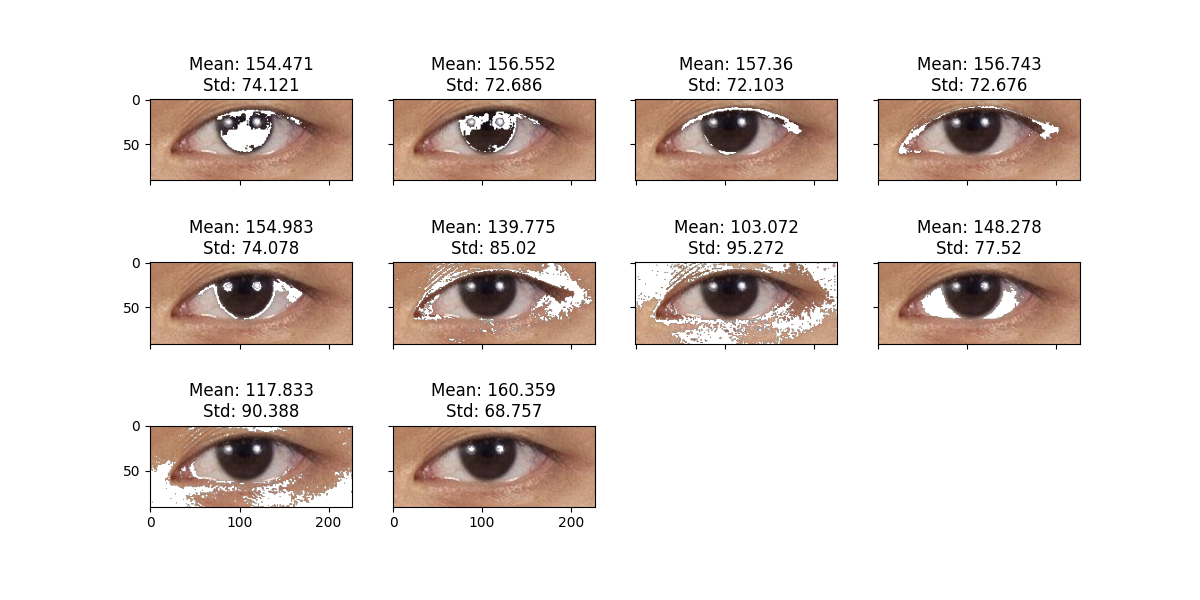 Mean: 154.471
Std: 74.121
Mean: 156.552
Std: 72.686
Mean: 157.36
Std: 72.103
Mean: 156.743
Std: 72.676
0
50
Mean: 154.983
Std: 74.078
Mean: 139.775
Std: 85.02
Mean: 103.072
Std: 95.272
Mean: 148.278
Std: 77.52
0
50
Mean: 117.833
Std: 90.388
Mean: 160.359
Std: 68.757
0
50
0 100 200
0 100 200